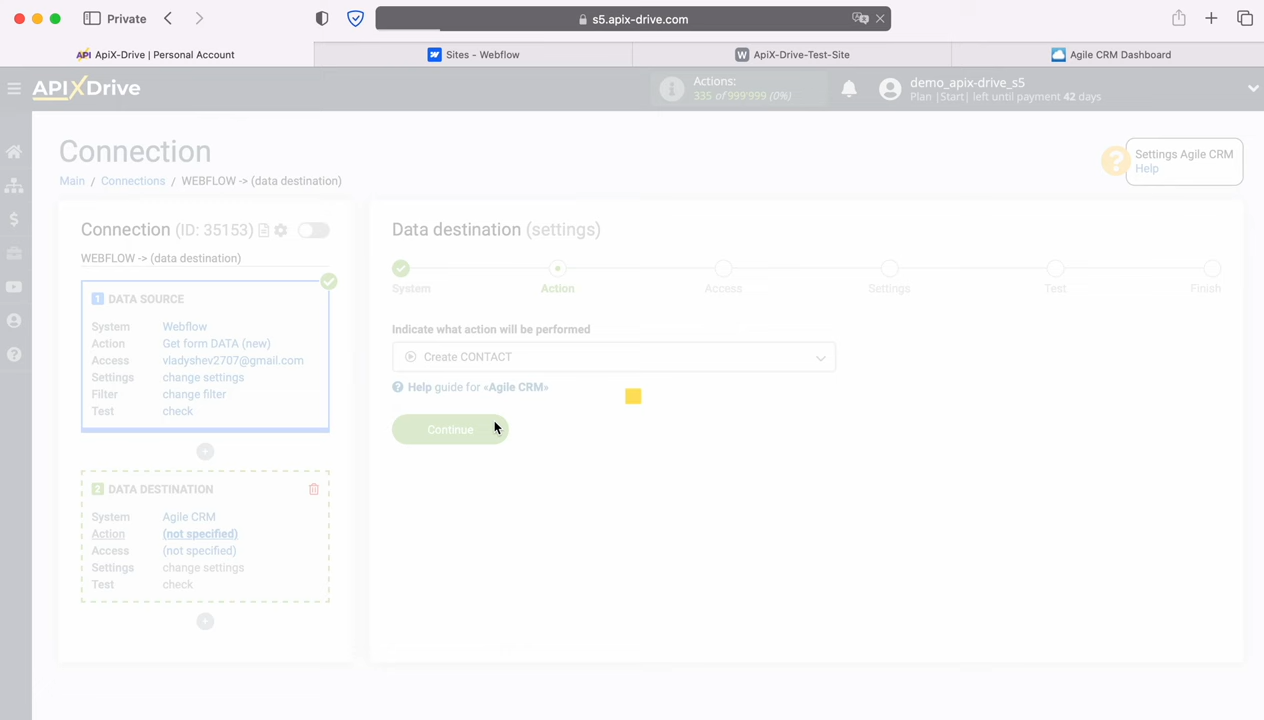 Private
s5.apix-drive.com
ApiX-Drive | Personal Account
Sites - Webflow
ApiX-Drive-Test-Site
Agile CRM Dashboard
APIXDrive
Actions:
335 of 999'999 (0%)
demo_apix-drive_s5
Plan |Start| left until payment 42 days
Connection
Main / Connections / WEBFLOW -> (data destination)
Settings Agile CRM
Help
Connection (ID: 35153)
WEBFLOW -> (data destination)
1 DATA SOURCE
System Webflow
Action Get form DATA (new)
Access vladyshev2707@gmail.com
Settings change settings
Filter change filter
Test check
2 DATA DESTINATION
System Agile CRM
Action (not specified)
Access (not specified)
Settings change settings
Test check
Data destination (settings)
System Action Access Settings Test Finish
Indicate what action will be performed
Create CONTACT
Help guide for «Agile CRM»
Continue